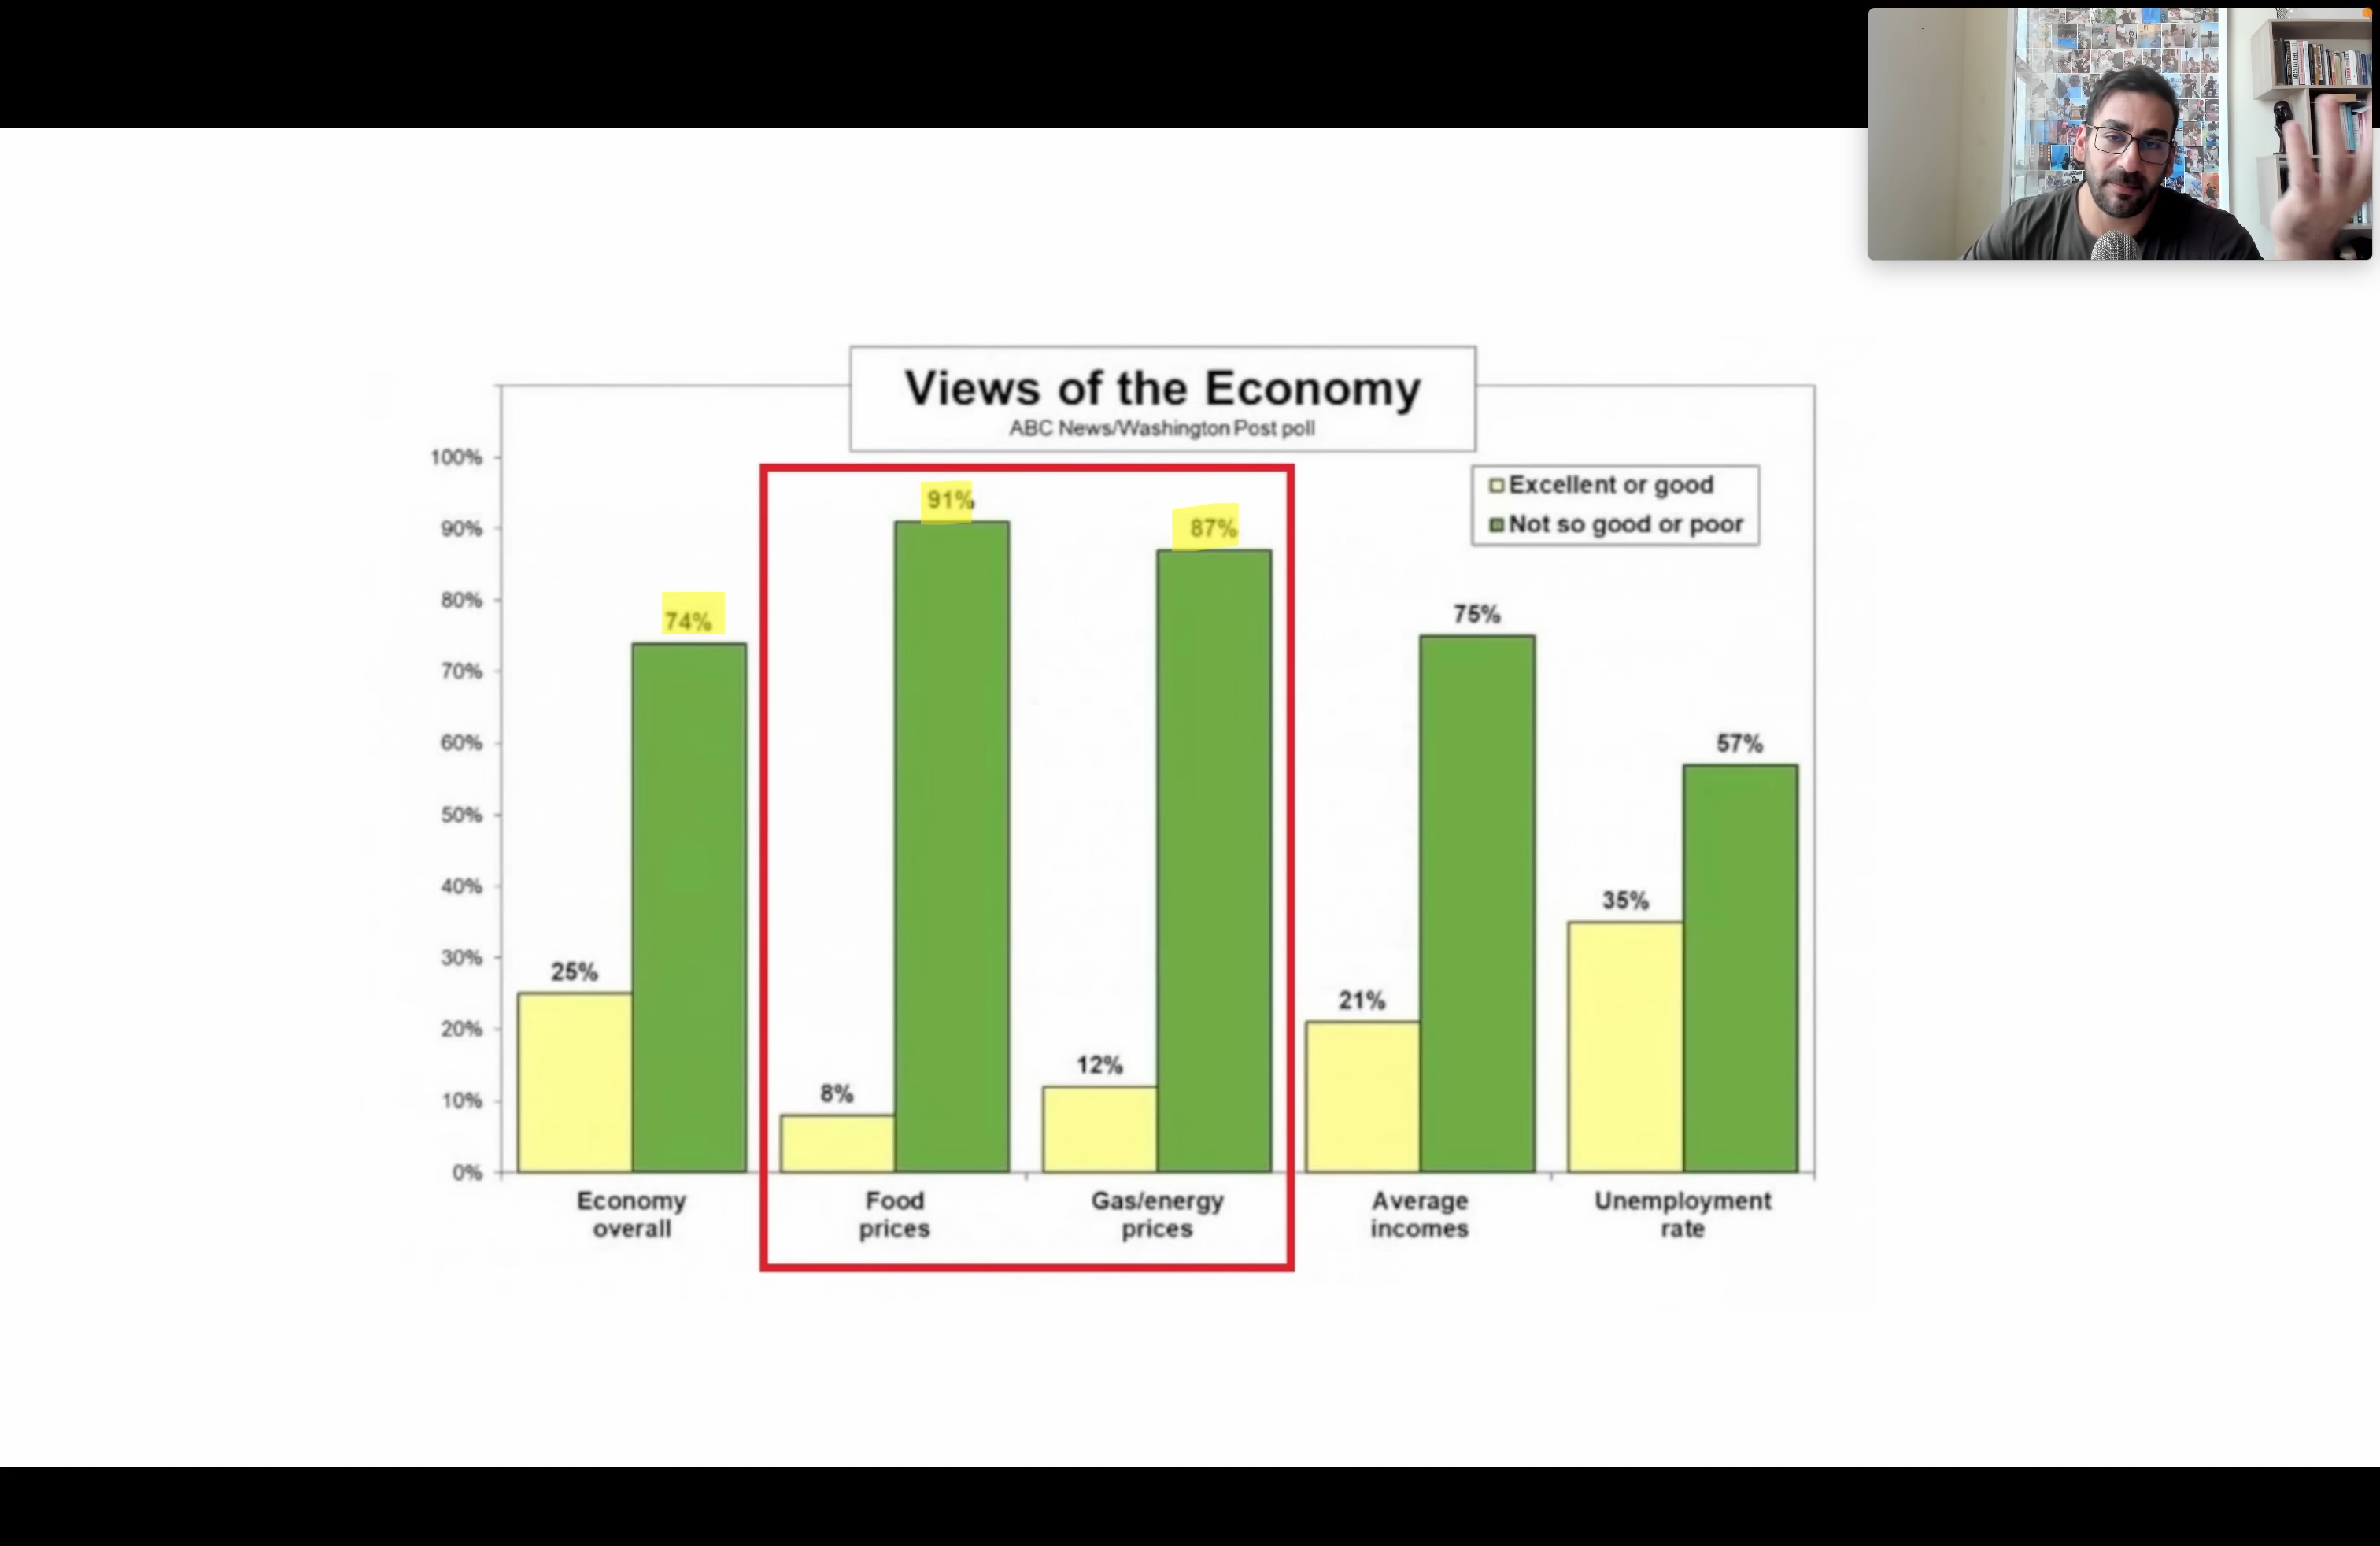 Views of the Economy
ABC News/Washington Post poll
Excellent or good
Not so good or poor
100%
90%
80%
70%
60%
50%
40%
30%
20%
10%
0%
25%
74%
8%
91%
12%
87%
21%
75%
35%
57%
Economy
overall
Food
prices
Gas/energy
prices
Average
incomes
Unemployment
rate